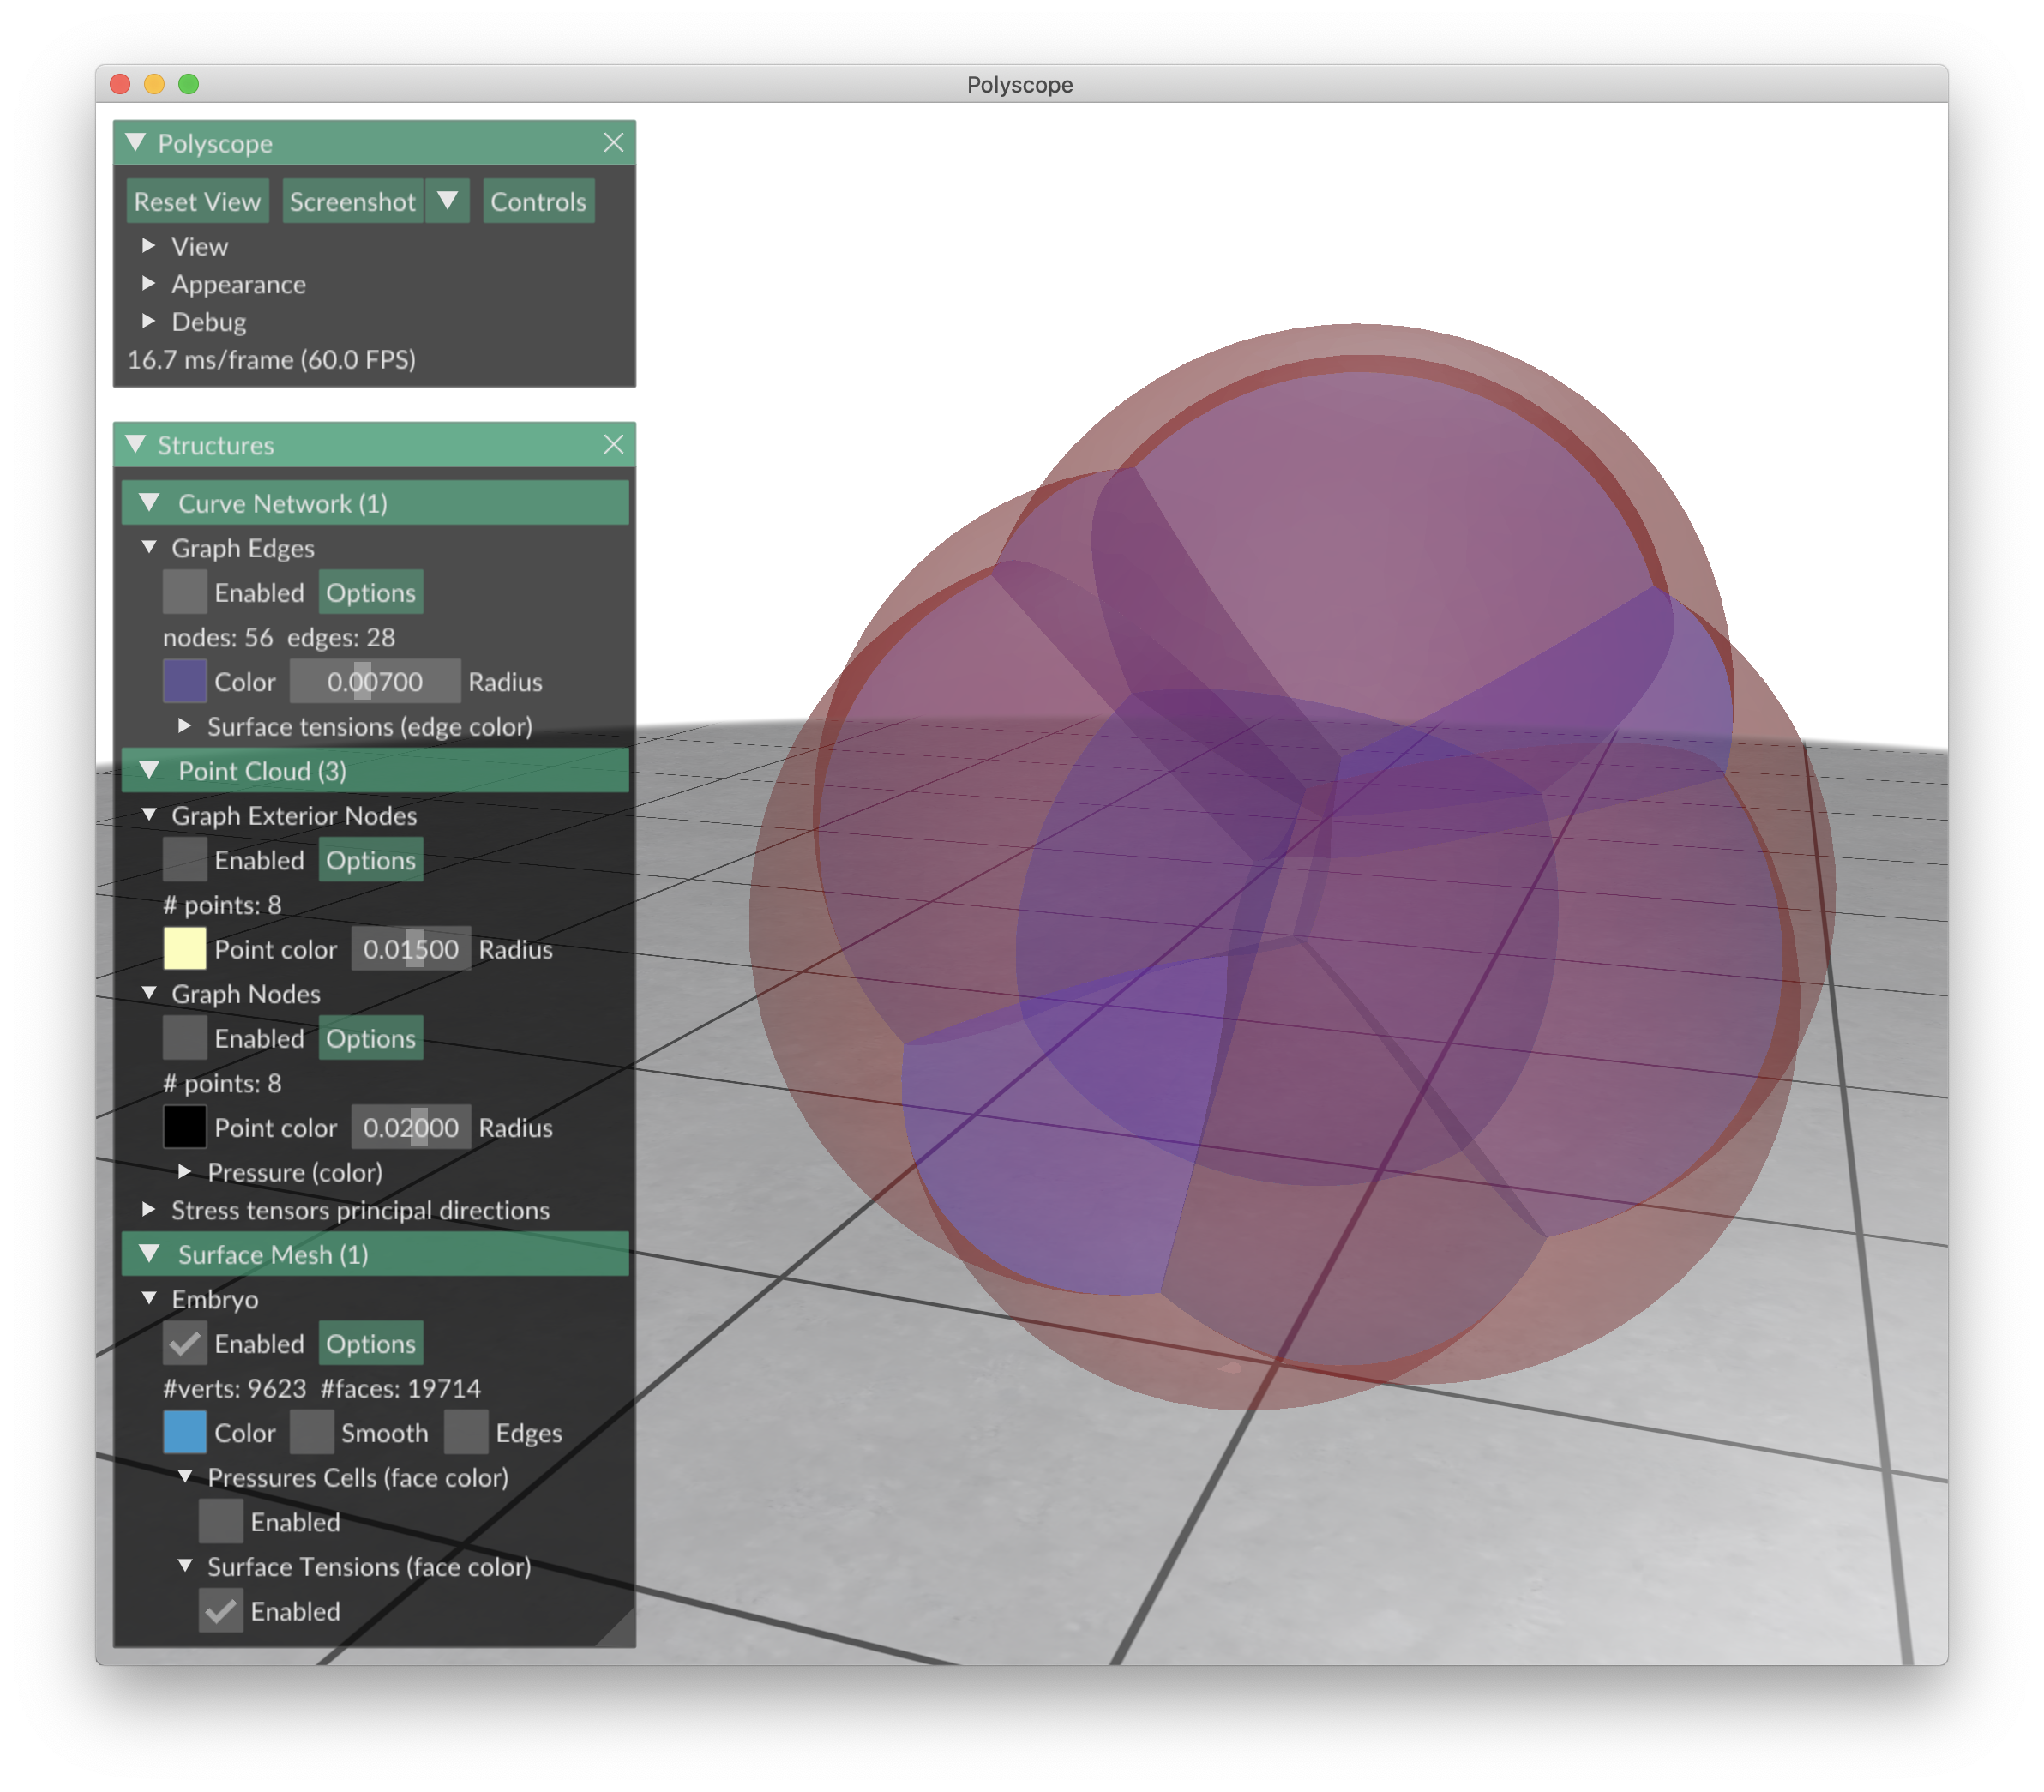 Polyscope
Polyscope
Reset View Screenshot Controls
View
Appearance
Debug
16.7 ms/frame (60.0 FPS)
Structures
Curve Network (1)
Graph Edges
Enabled Options
nodes: 56 edges: 28
Color 0.00700 Radius
Surface tensions (edge color)
Point Cloud (3)
Graph Exterior Nodes
Enabled Options
# points: 8
Point color 0.01500 Radius
Graph Nodes
Enabled Options
# points: 8
Point color 0.02000 Radius
Pressure (color)
Stress tensors principal directions
Surface Mesh (1)
Embryo
Enabled Options
#verts: 9623 #faces: 19714
Color Smooth Edges
Pressures Cells (face color)
Enabled
Surface Tensions (face color)
Enabled